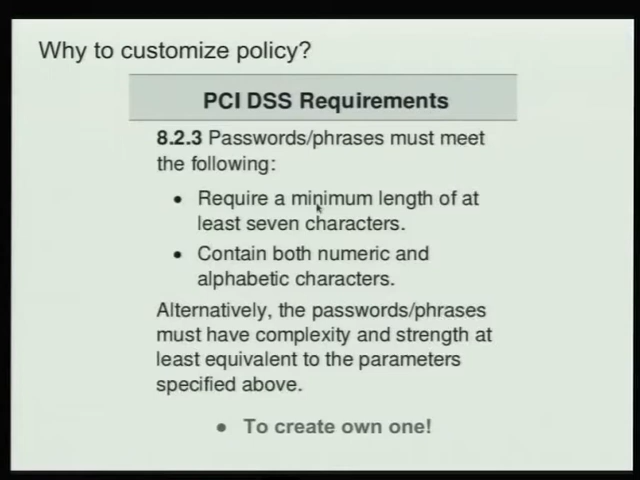 Why to customize policy?
PCI DSS Requirements
8.2.3 Passwords/phrases must meet
the following:
• Require a minimum length of at
least seven characters.
• Contain both numeric and
alphabetic characters.
Alternatively, the passwords/phrases
must have complexity and strength at
least equivalent to the parameters
specified above.
• To create own one!